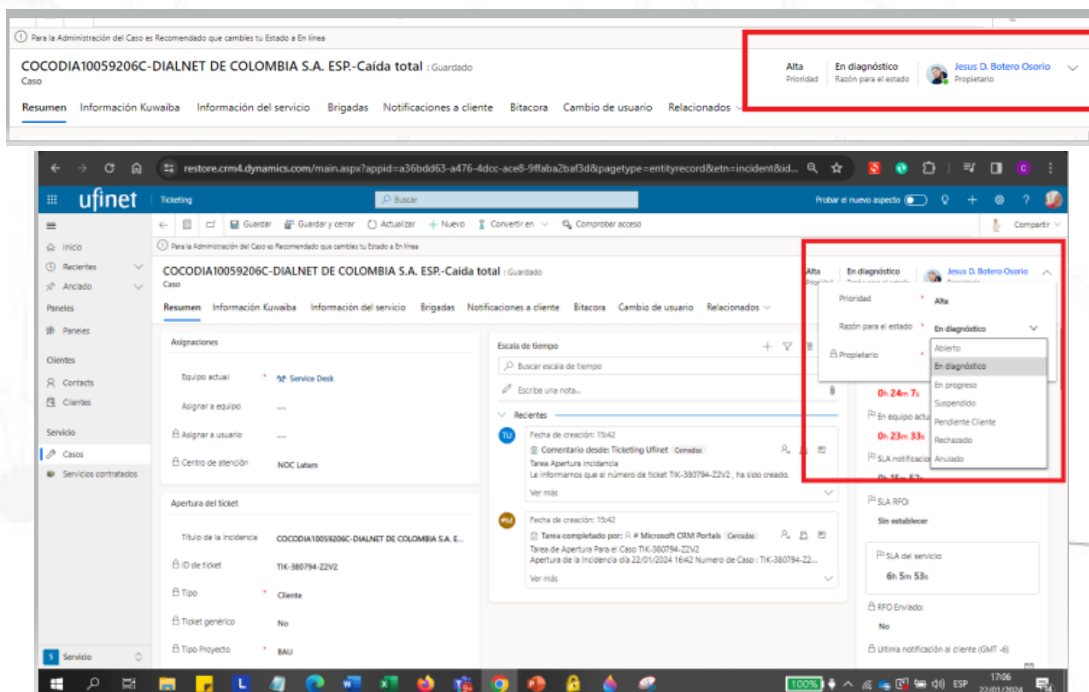 Para la Administración del Caso es Recomendado que cambies tu Estado a En línea
COCODIA10059206C-DIALNET DE COLOMBIA S.A. ESP.-Caída total : Guardado
Caso
Alta
Prioridad
En diagnóstico
Razón para el estado
Jesus D. Botero Osorio
Propietario
Resumen Información Kuwaiba Información del servicio Brigadas Notificaciones a cliente Bitacora Cambio de usuario Relacionados
restore.crm4.dynamics.com/main.aspx?appid=a36bdd63-a476-4dcc-ace8-9ffaba2baf3d&pagetype=entityrecord&etn=incident&id...
ufinet Ticketing Buscar Probar el nuevo aspecto
Guardar Guardar y cerrar Actualizar Nuevo Convertir en Comprobar acceso Compartir
Inicio
Recientes
Anclado
Paneles
Paneles
Clientes
Contacts
Clientes
Servicio
Casos
Servicios contratados
Servicio
Para la Administración del Caso es Recomendado que cambies tu Estado a En línea
COCODIA10059206C-DIALNET DE COLOMBIA S.A. ESP.-Caída total : Guardado
Caso
Alta En diagnóstico Jesus D. Botero Osorio
Resumen Información Kuwaiba Información del servicio Brigadas Notificaciones a cliente Bitacora Cambio de usuario Relacionados
Asignaciones
Equipo actual * Service Desk
Asignar a equipo ---
Asignar a usuario ---
Centro de atención NOC Latam
Apertura del ticket
Título de la incidencia COCODIA10059206C-DIALNET DE COLOMBIA S.A. E...
ID de ticket TIK-380794-Z2V2
Tipo * Cliente
Ticket genérico No
Tipo Proyecto * BAU
Escala de tiempo
Buscar escala de tiempo
Escribe una nota...
Recientes
TU
Fecha de creación: 15:42
Comentario desde: Ticketing Ufinet Cerradas
Tarea Apertura Incidencia
Le informamos que el número de ticket TIK-380794-Z2V2 , ha sido creado.
Ver más
#M
Fecha de creación: 15:42
Tarea completado por: # Microsoft CRM Portals Cerradas
Tarea de Apertura Para el Caso TIK-380794-Z2V2
Apertura de la Incidencia día 22/01/2024 16:42 Numero de Caso : TIK-380794-Z2...
Ver más
Prioridad * Alta
Razón para el estado * En diagnóstico
Propietario *
Abierto
En diagnóstico
En progreso
Suspendido
Pendiente Cliente
Rechazado
Anulado
0h 24m 7s
En equipo actu
0h 23m 33s
SLA notificació
SLA RFO:
Sin establecer
SLA del servicio:
6h 5m 53s
RFO Enviado:
No
Ultima notificación al cliente (GMT -6)
100% ESP 17:06
22/01/2024